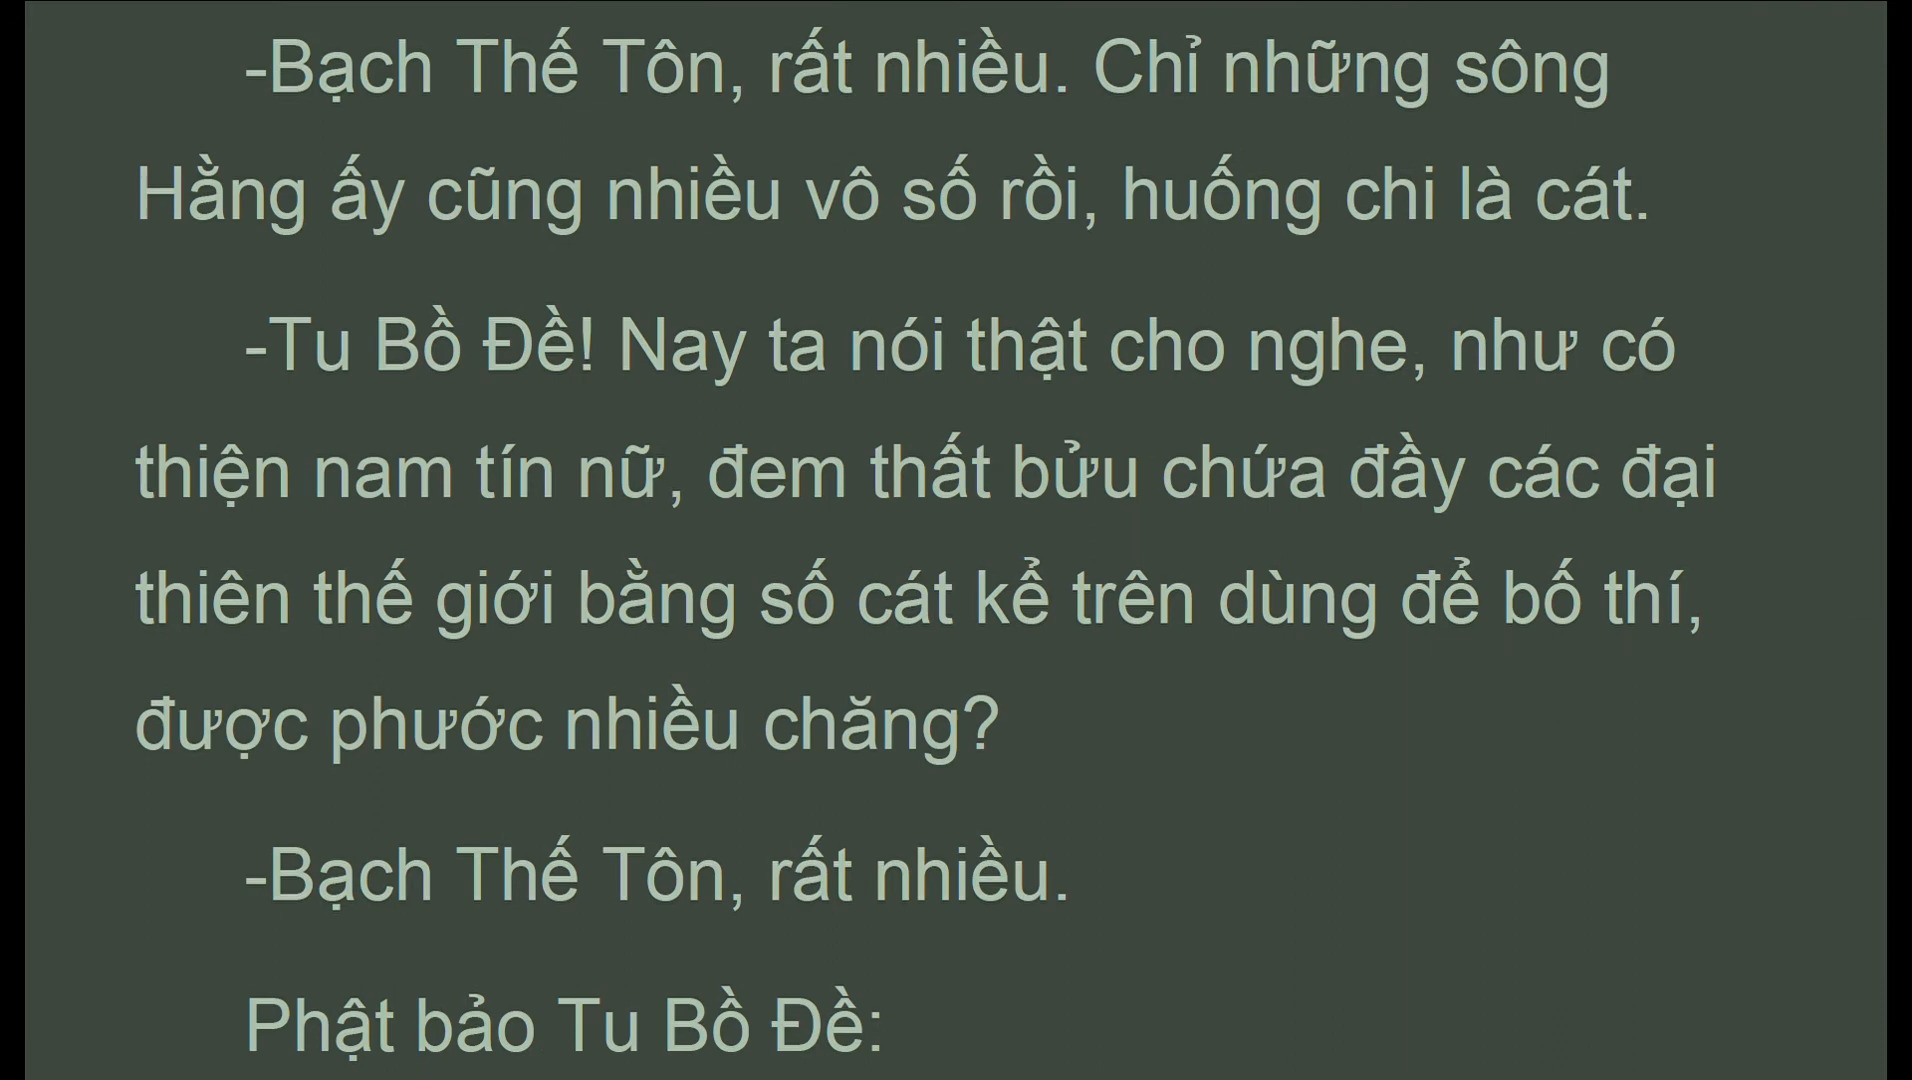 -Bạch Thế Tôn, rất nhiều. Chỉ những sông
Hằng ấy cũng nhiều vô số rồi, huống chi là cát.
-Tu Bồ Đề! Nay ta nói thật cho nghe, như có
thiện nam tín nữ, đem thất bửu chứa đầy các đại
thiên thế giới bằng số cát kể trên dùng để bố thí,
được phước nhiều chăng?
-Bạch Thế Tôn, rất nhiều.
Phật bảo Tu Bồ Đề: